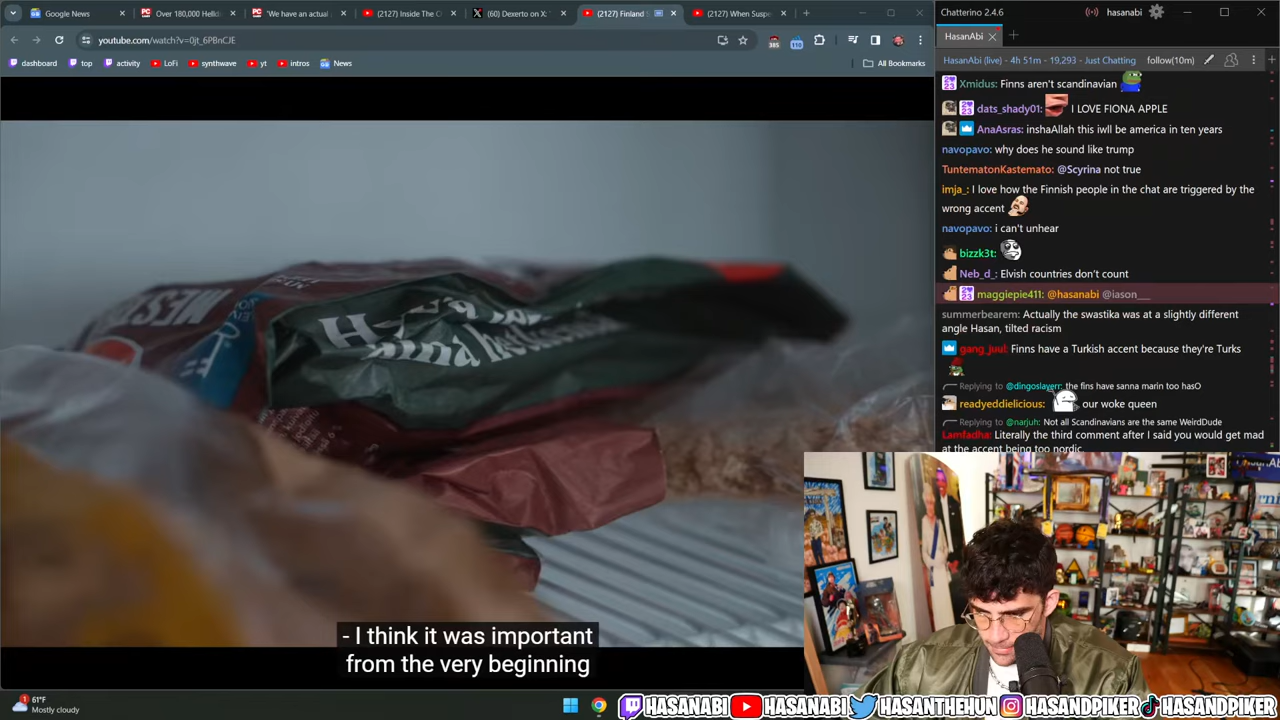 Google News
PC Over 180,000 Helldi
PC "We have an actual
(2127) Inside The C
(60) Dexerto on X:
(2127) Finland
(2127) When Suspe
youtube.com/watch?v=0jt_6PBnCJE
385
110
dashboard
top
activity
LoFi
synthwave
yt
intros
News
All Bookmarks
- I think it was important
from the very beginning
Chatterino 2.4.6
hasanabi
HasanAbi
HasanAbi (live) - 4h 51m - 19,293 - Just Chatting
follow(10m)
Xmidus: Finns aren't scandinavian
dats_shady01: I LOVE FIONA APPLE
AnaAsras: inshaAllah this iwll be america in ten years
navopavo: why does he sound like trump
TuntematonKastemato: @Scyrina not true
imja_: I love how the Finnish people in the chat are triggered by the
wrong accent
navopavo: i can't unhear
bizzk3t:
Neb_d_: Elvish countries don't count
maggiepie411: @hasanabi @iason___
summerbearem: Actually the swastika was at a slightly different
angle Hasan, tilted racism
gang_juul: Finns have a Turkish accent because they're Turks
Replying to @dingoslayerr: the fins have sanna marin too hasO
readyeddielicious: our woke queen
Replying to @narjuh: Not all Scandinavians are the same WeirdDude
Lamfadha: Literally the third comment after I said you would get mad
at the accent being too nordic.
1
61°F
Mostly cloudy
HASANABI
HASANABI
HASANTHEHUN
HASANDPIKER
HASANDPIKER